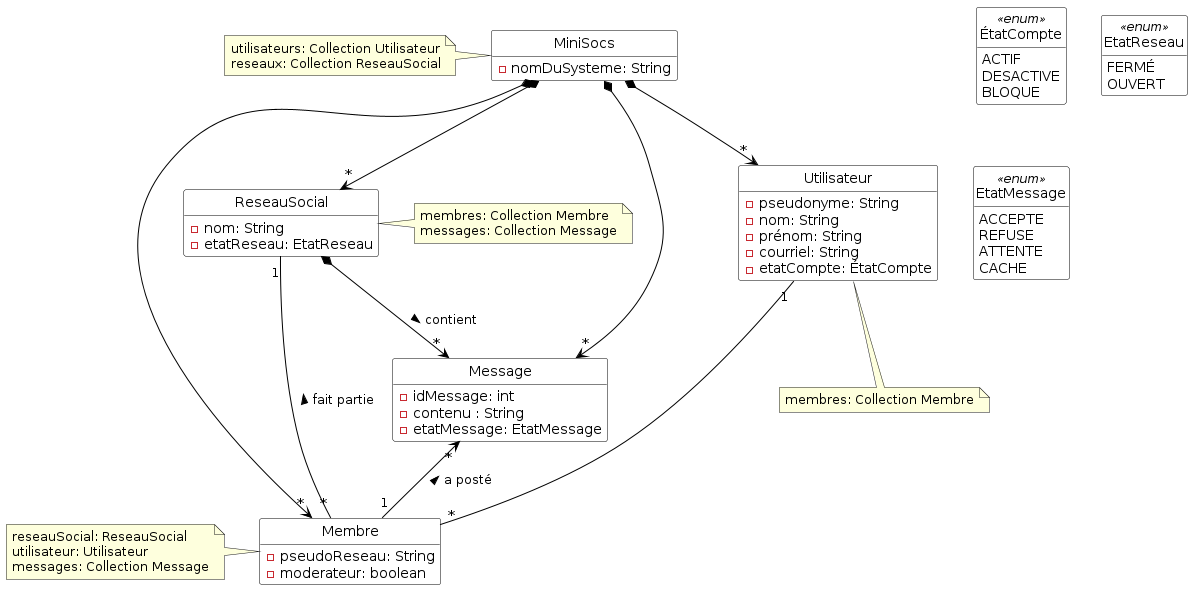 utilisateurs: Collection Utilisateur
reseaux: Collection ReseauSocial
MiniSocs
nomDuSysteme: String
«enum»
ÉtatCompte
ACTIF
DESACTIVE
BLOQUE
«enum»
EtatReseau
FERMÉ
OUVERT
*
*
ReseauSocial
nom: String
etatReseau: EtatReseau
membres: Collection Membre
messages: Collection Message
Utilisateur
pseudonyme: String
nom: String
prénom: String
courriel: String
etatCompte: ÉtatCompte
«enum»
EtatMessage
ACCEPTE
REFUSE
ATTENTE
CACHE
1
1
contient
*
*
Message
idMessage: int
contenu : String
etatMessage: EtatMessage
fait partie
membres: Collection Membre
*
a posté
*
*
1
*
reseauSocial: ReseauSocial
utilisateur: Utilisateur
messages: Collection Message
Membre
pseudoReseau: String
moderateur: boolean